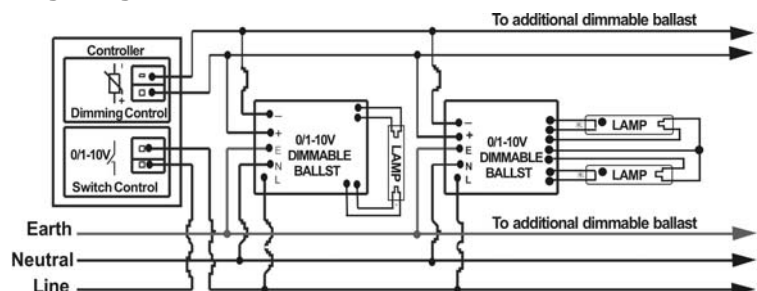 To additional dimmable ballast
Controller
Dimming Control
0/1-10V
Switch Control
−
+
E
N
L
0/1-10V
DIMMABLE
BALLST
LAMP
−
+
E
N
L
0/1-10V
DIMMABLE
BALLST
LAMP
LAMP
To additional dimmable ballast
Earth
Neutral
Line